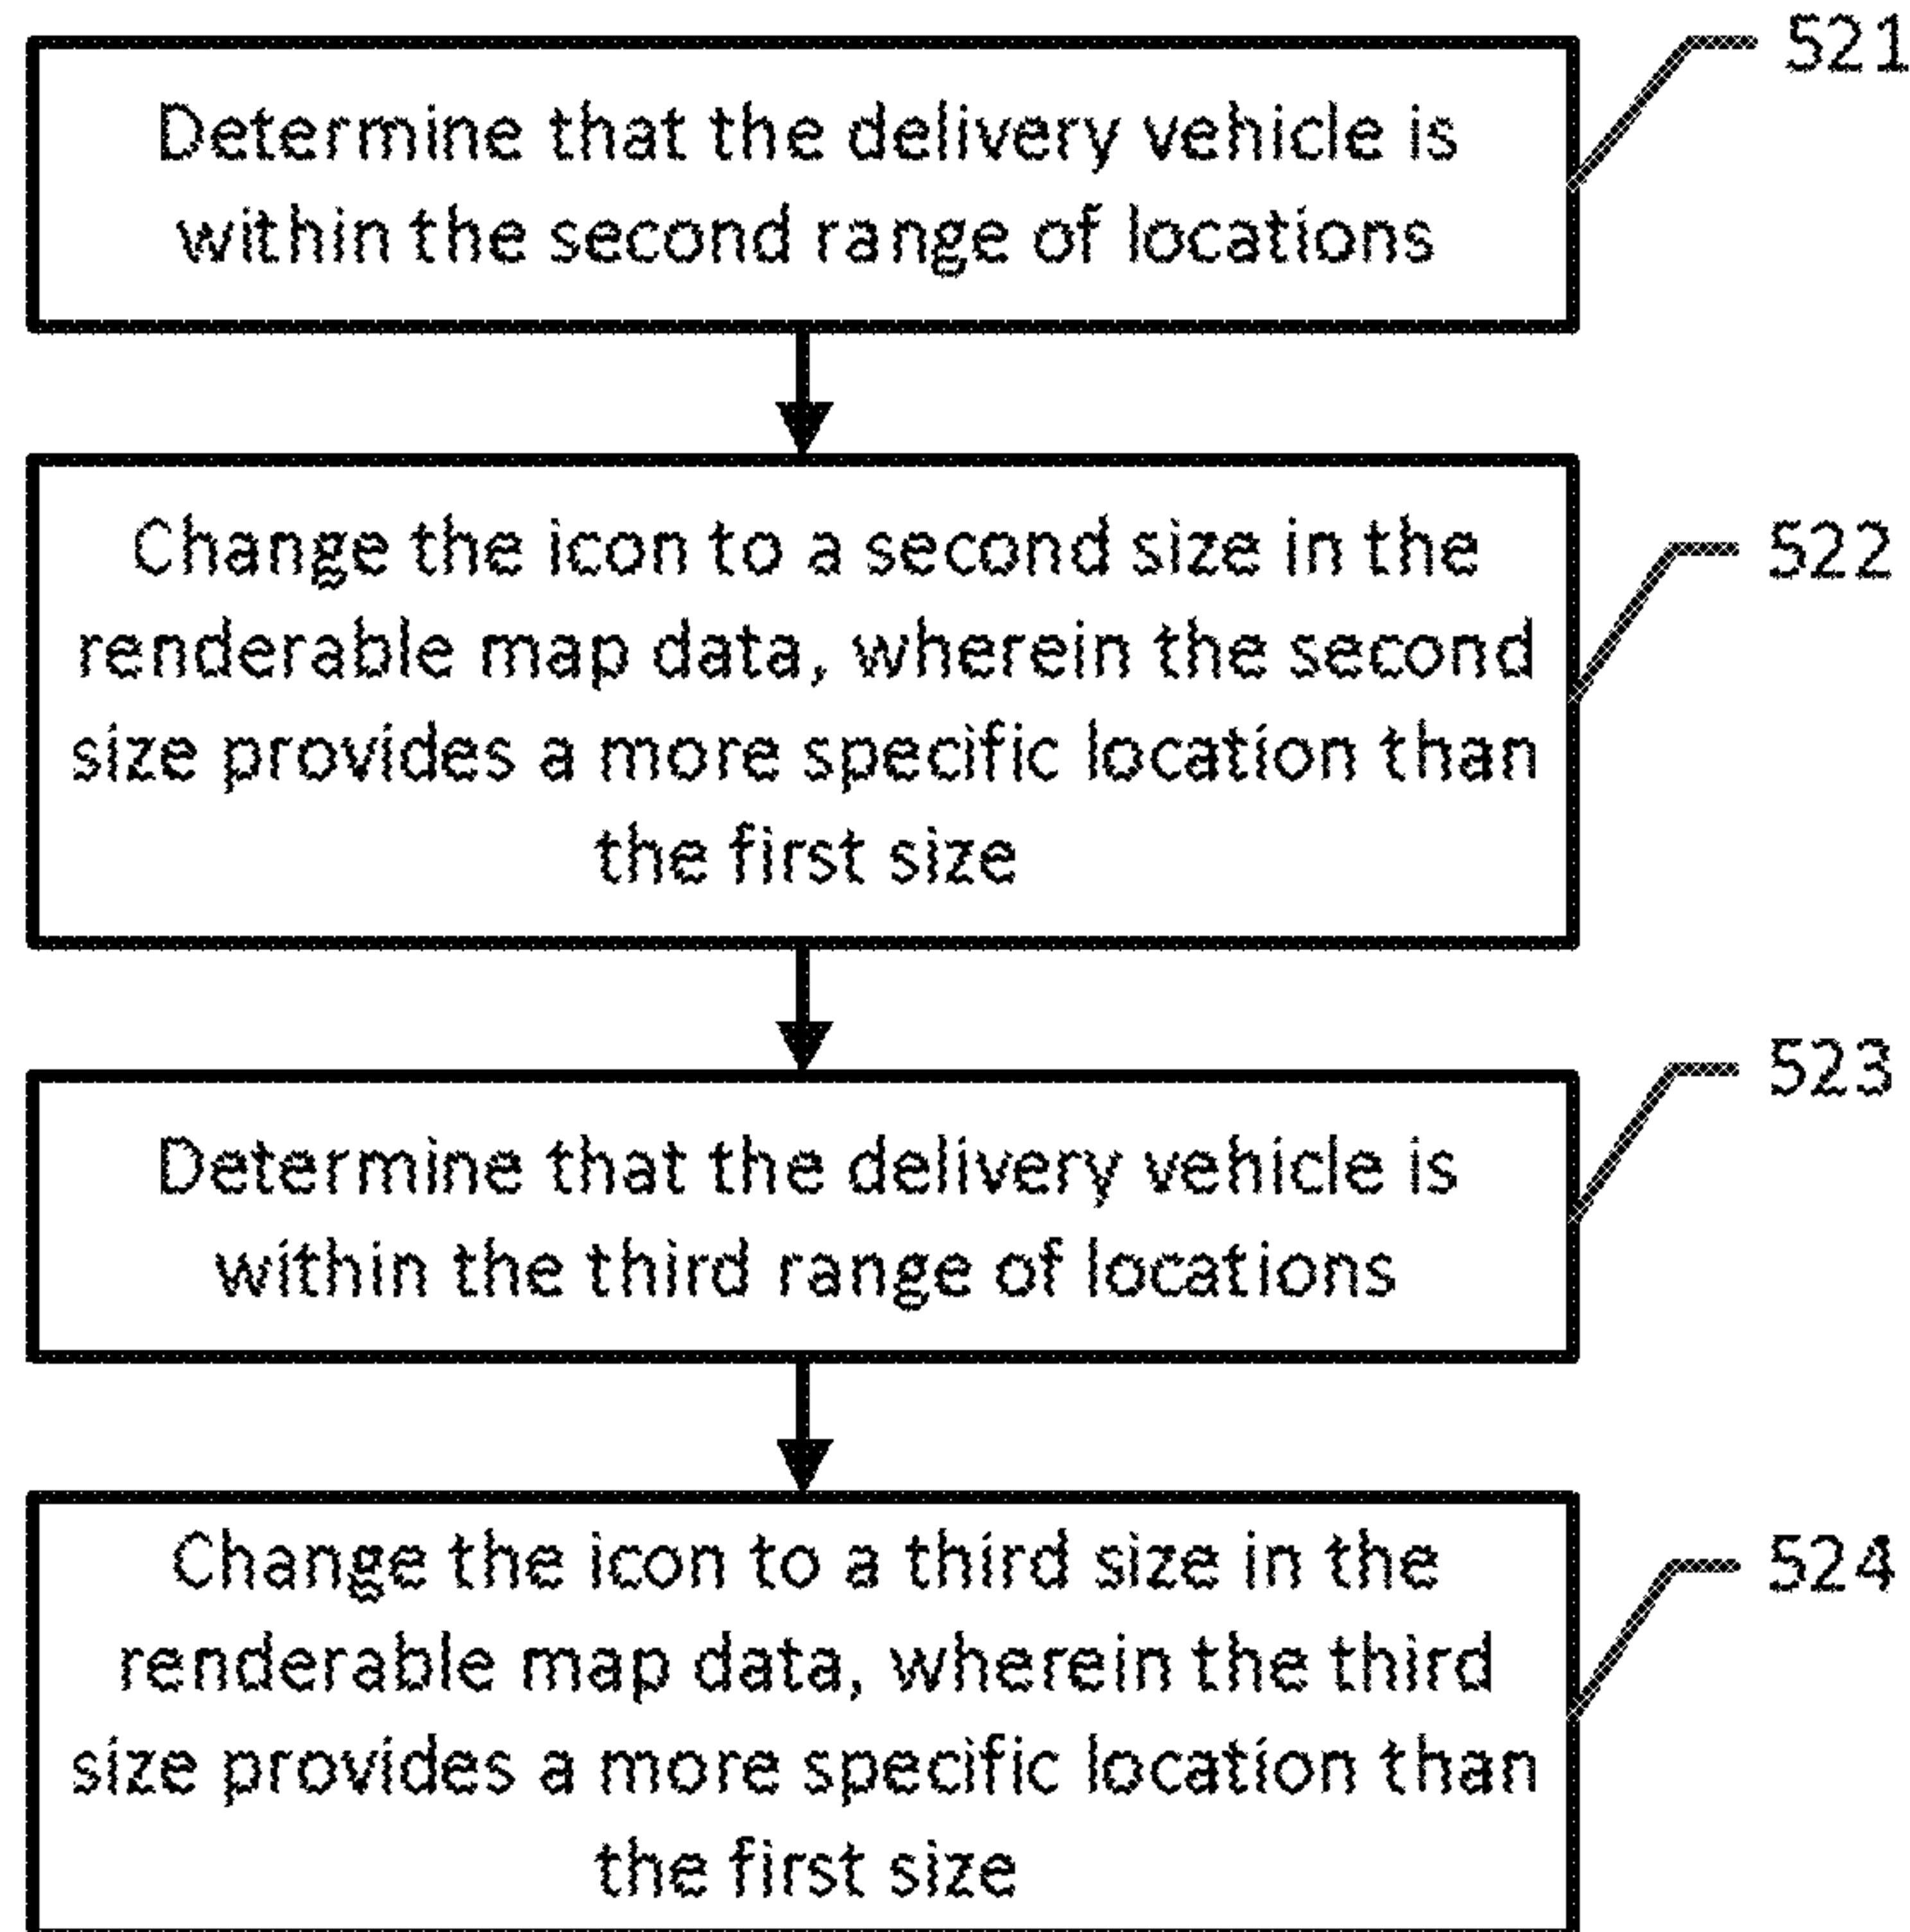 521
Determine that the delivery vehicle is
within the second range of locations
522
Change the icon to a second size in the
renderable map data, wherein the second
size provides a more specific location than
the first size
523
Determine that the delivery vehicle is
within the third range of locations
524
Change the icon to a third size in the
renderable map data, wherein the third
size provides a more specific location than
the first size